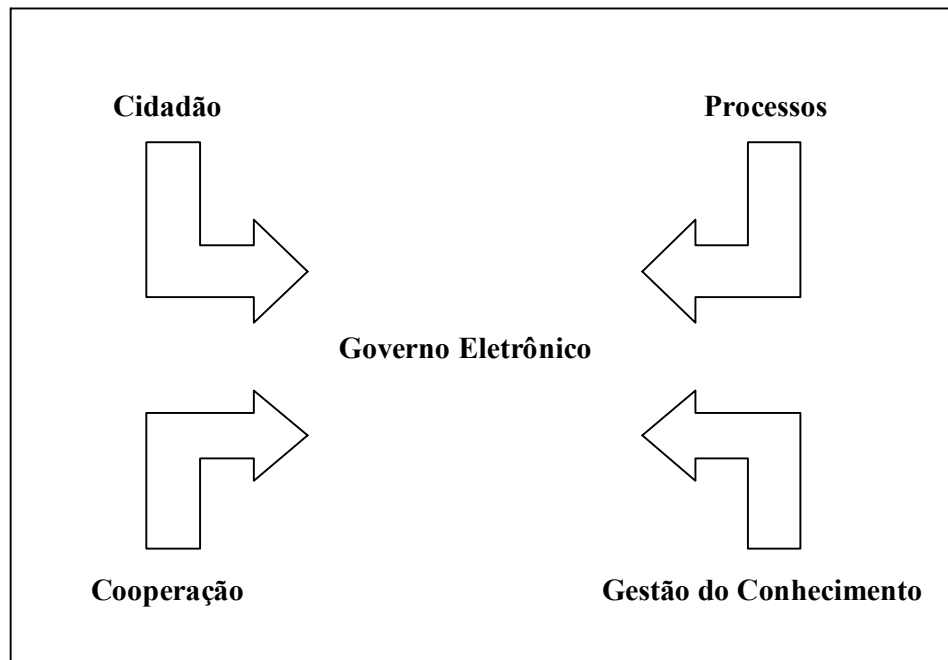 Cidadão
Processos
Governo Eletrônico
Cooperação
Gestão do Conhecimento